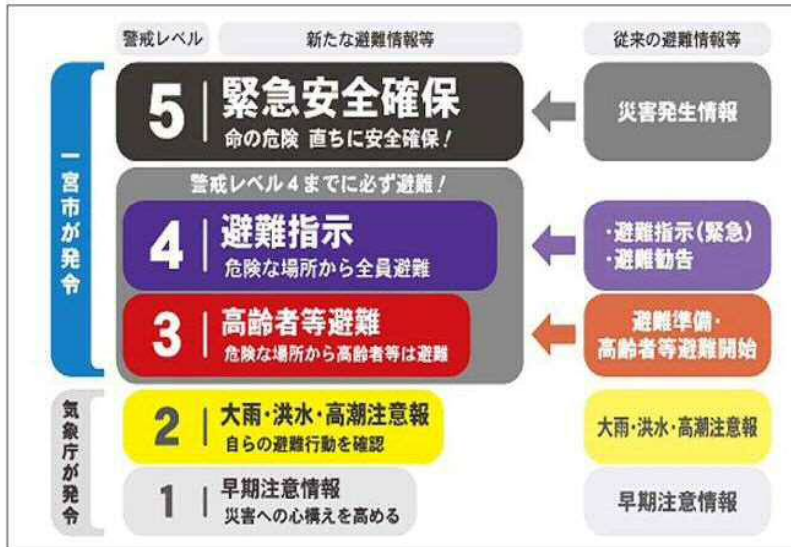 警戒レベル
新たな避難情報等
従来の避難情報等
一宮市が発令
5
緊急安全確保
命の危険 直ちに安全確保!
災害発生情報
警戒レベル4までに必ず避難!
4
避難指示
危険な場所から全員避難
・避難指示(緊急)
・避難勧告
3
高齢者等避難
危険な場所から高齢者等は避難
避難準備・
高齢者等避難開始
気象庁が発令
2
大雨・洪水・高潮注意報
自らの避難行動を確認
大雨・洪水・高潮注意報
1
早期注意情報
災害への心構えを高める
早期注意情報